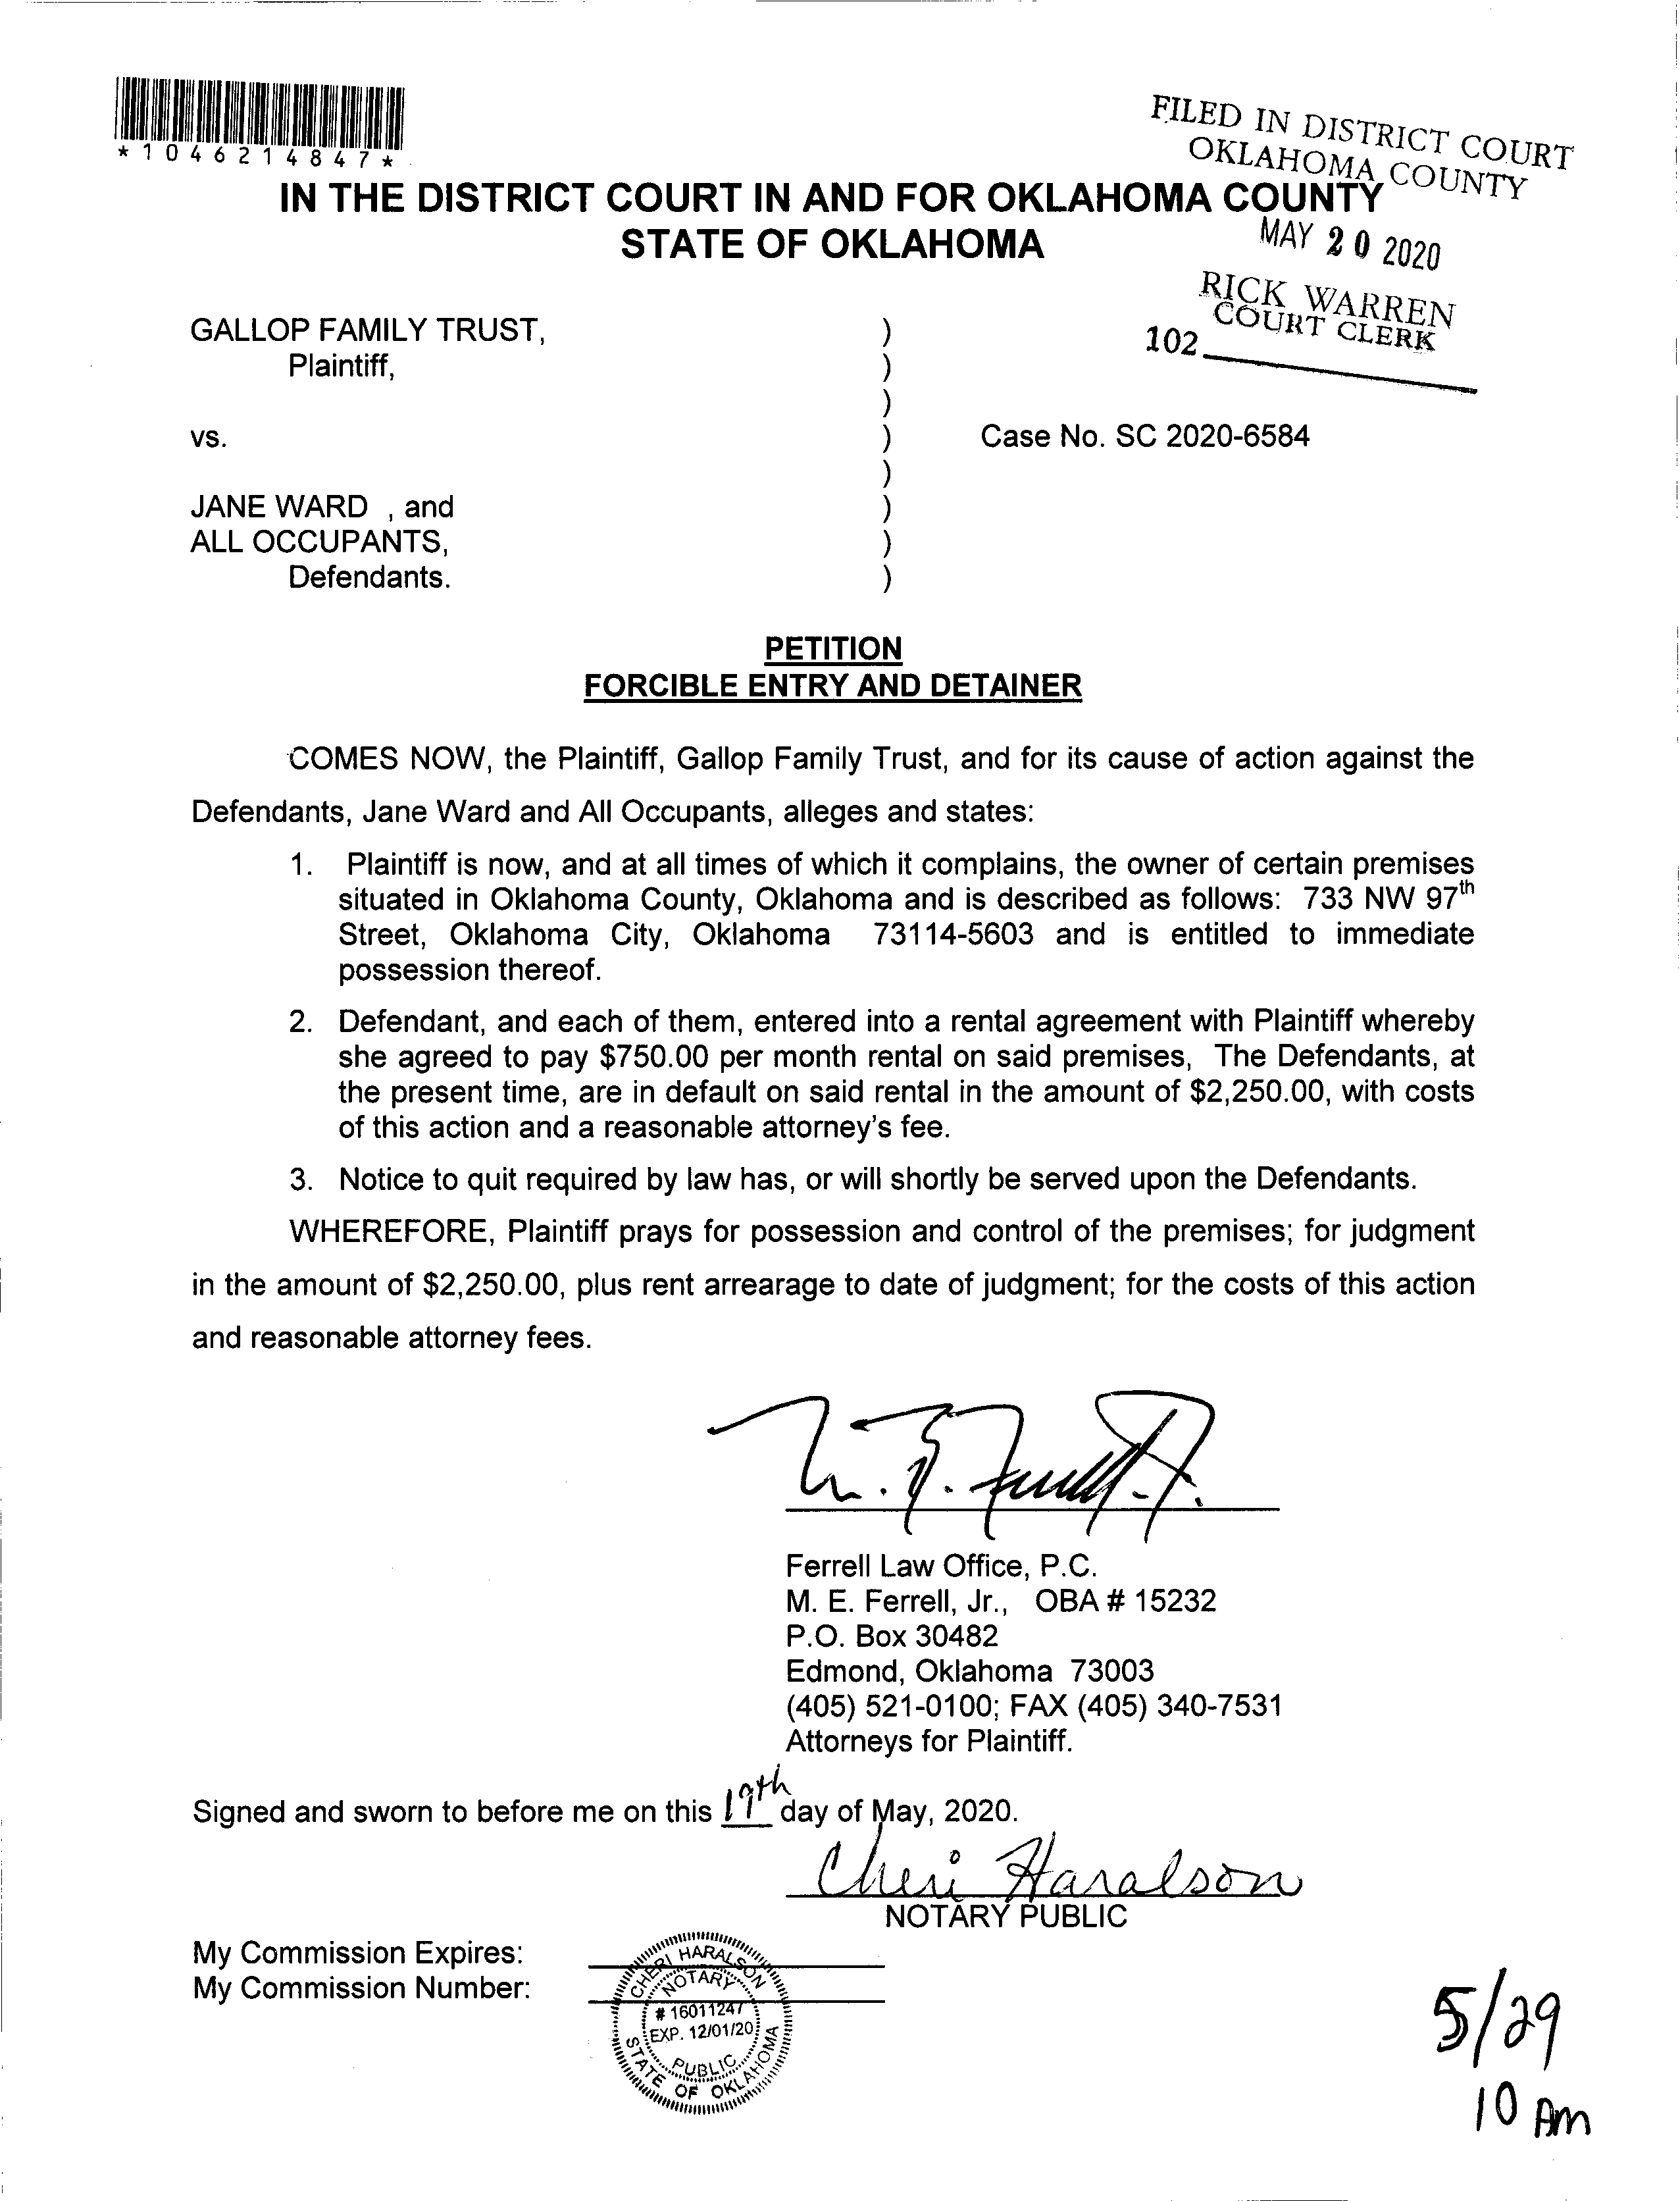 *1046214847*
FILED IN DISTRICT COURT
OKLAHOMA COUNTY
IN THE DISTRICT COURT IN AND FOR OKLAHOMA COUNTY
STATE OF OKLAHOMA
MAY 20 2020
RICK WARREN
COURT CLERK
102
GALLOP FAMILY TRUST, )
Plaintiff, )
)
vs. ) Case No. SC 2020-6584
)
JANE WARD , and )
ALL OCCUPANTS, )
Defendants. )
PETITION
FORCIBLE ENTRY AND DETAINER
COMES NOW, the Plaintiff, Gallop Family Trust, and for its cause of action against the
Defendants, Jane Ward and All Occupants, alleges and states:
1. Plaintiff is now, and at all times of which it complains, the owner of certain premises
situated in Oklahoma County, Oklahoma and is described as follows: 733 NW 97th
Street, Oklahoma City, Oklahoma 73114-5603 and is entitled to immediate
possession thereof.
2. Defendant, and each of them, entered into a rental agreement with Plaintiff whereby
she agreed to pay $750.00 per month rental on said premises, The Defendants, at
the present time, are in default on said rental in the amount of $2,250.00, with costs
of this action and a reasonable attorney's fee.
3. Notice to quit required by law has, or will shortly be served upon the Defendants.
WHEREFORE, Plaintiff prays for possession and control of the premises; for judgment
in the amount of $2,250.00, plus rent arrearage to date of judgment; for the costs of this action
and reasonable attorney fees.
Ferrell Law Office, P.C.
M. E. Ferrell, Jr., OBA # 15232
P.O. Box 30482
Edmond, Oklahoma 73003
(405) 521-0100; FAX (405) 340-7531
Attorneys for Plaintiff.
Signed and sworn to before me on this 19th day of May, 2020.
Cheri Haralson
NOTARY PUBLIC
My Commission Expires:
My Commission Number:
CHERI HARALSON
NOTARY
# 16011247
EXP. 12/01/20
PUBLIC
STATE OF OKLAHOMA
5/29
10 Am